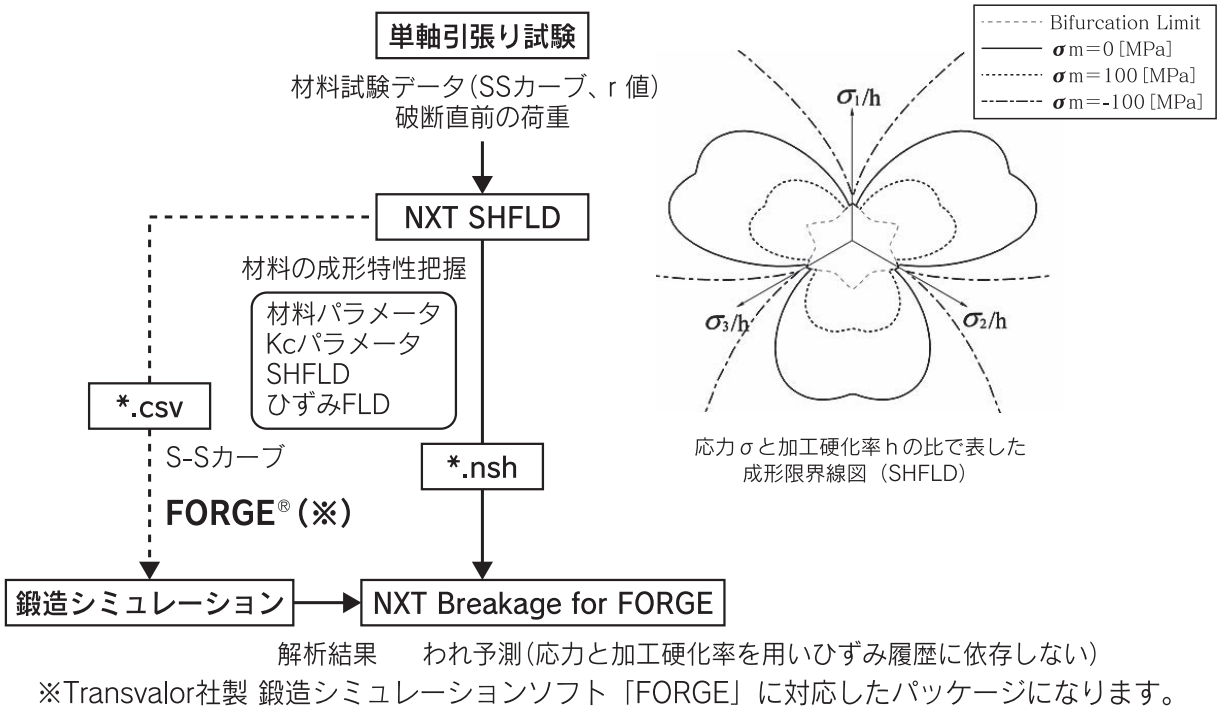 単軸引張り試験
材料試験データ(SSカーブ、r 値)
破断直前の荷重
NXT SHFLD
材料の成形特性把握
材料パラメータ
Kcパラメータ
SHFLD
ひずみFLD
*.csv
S-Sカーブ
*.nsh
FORGE®(※)
鍛造シミュレーション
NXT Breakage for FORGE
解析結果
われ予測(応力と加工硬化率を用いひずみ履歴に依存しない)
※Transvalor社製 鍛造シミュレーションソフト「FORGE」に対応したパッケージになります。
Bifurcation Limit
σm=0 [MPa]
σm=100 [MPa]
σm=-100 [MPa]
σ1/h
σ3/h
σ2/h
応力σと加工硬化率hの比で表した
成形限界線図（SHFLD）